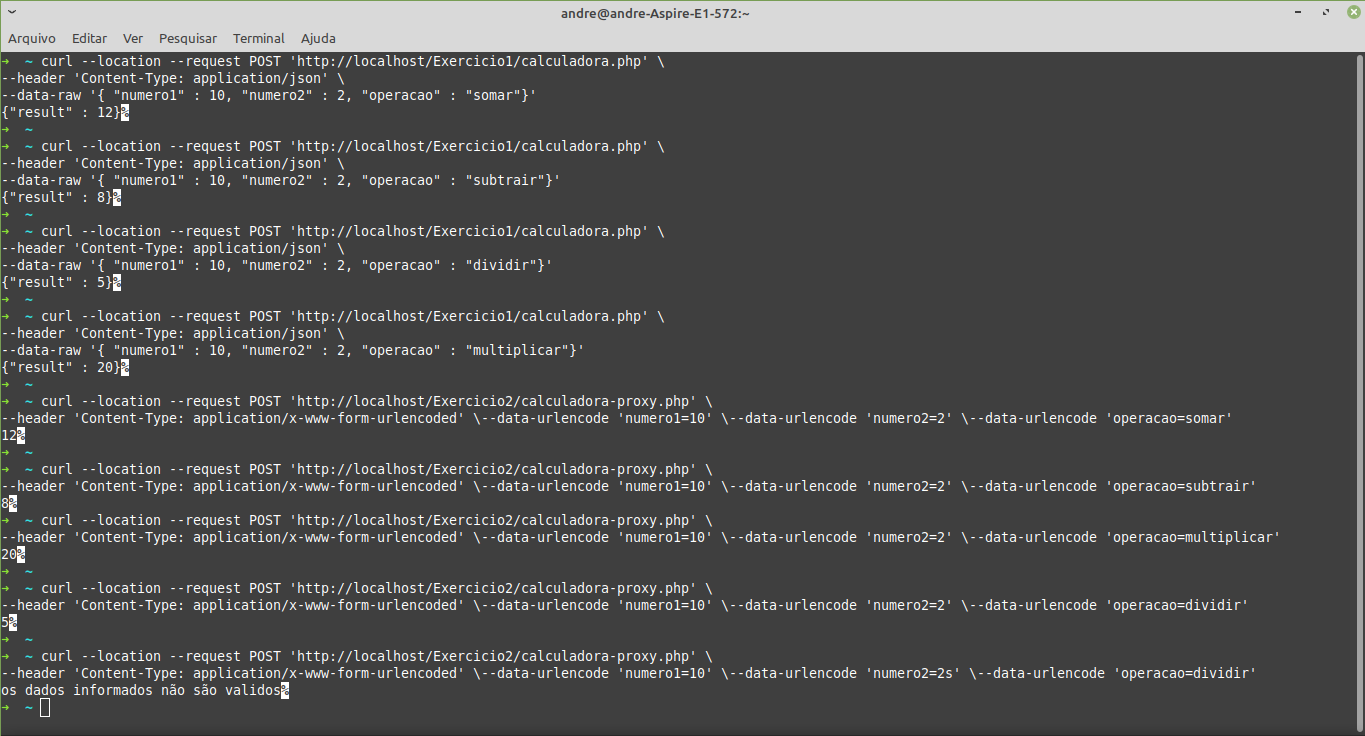 andre@andre-Aspire-E1-572:~
Arquivo Editar Ver Pesquisar Terminal Ajuda
➜  ~ curl --location --request POST 'http://localhost/Exercicio1/calculadora.php' \
--header 'Content-Type: application/json' \
--data-raw '{ "numero1" : 10, "numero2" : 2, "operacao" : "somar"}'
{"result" : 12}%
➜  ~
➜  ~ curl --location --request POST 'http://localhost/Exercicio1/calculadora.php' \
--header 'Content-Type: application/json' \
--data-raw '{ "numero1" : 10, "numero2" : 2, "operacao" : "subtrair"}'
{"result" : 8}%
➜  ~
➜  ~ curl --location --request POST 'http://localhost/Exercicio1/calculadora.php' \
--header 'Content-Type: application/json' \
--data-raw '{ "numero1" : 10, "numero2" : 2, "operacao" : "dividir"}'
{"result" : 5}%
➜  ~
➜  ~ curl --location --request POST 'http://localhost/Exercicio1/calculadora.php' \
--header 'Content-Type: application/json' \
--data-raw '{ "numero1" : 10, "numero2" : 2, "operacao" : "multiplicar"}'
{"result" : 20}%
➜  ~
➜  ~ curl --location --request POST 'http://localhost/Exercicio2/calculadora-proxy.php' \
--header 'Content-Type: application/x-www-form-urlencoded' \--data-urlencode 'numero1=10' \--data-urlencode 'numero2=2' \--data-urlencode 'operacao=somar'
12%
➜  ~
➜  ~ curl --location --request POST 'http://localhost/Exercicio2/calculadora-proxy.php' \
--header 'Content-Type: application/x-www-form-urlencoded' \--data-urlencode 'numero1=10' \--data-urlencode 'numero2=2' \--data-urlencode 'operacao=subtrair'
8%
➜  ~ curl --location --request POST 'http://localhost/Exercicio2/calculadora-proxy.php' \
--header 'Content-Type: application/x-www-form-urlencoded' \--data-urlencode 'numero1=10' \--data-urlencode 'numero2=2' \--data-urlencode 'operacao=multiplicar'
20%
➜  ~
➜  ~ curl --location --request POST 'http://localhost/Exercicio2/calculadora-proxy.php' \
--header 'Content-Type: application/x-www-form-urlencoded' \--data-urlencode 'numero1=10' \--data-urlencode 'numero2=2' \--data-urlencode 'operacao=dividir'
5%
➜  ~
➜  ~ curl --location --request POST 'http://localhost/Exercicio2/calculadora-proxy.php' \
--header 'Content-Type: application/x-www-form-urlencoded' \--data-urlencode 'numero1=10' \--data-urlencode 'numero2=2s' \--data-urlencode 'operacao=dividir'
os dados informados não são validos%
➜  ~